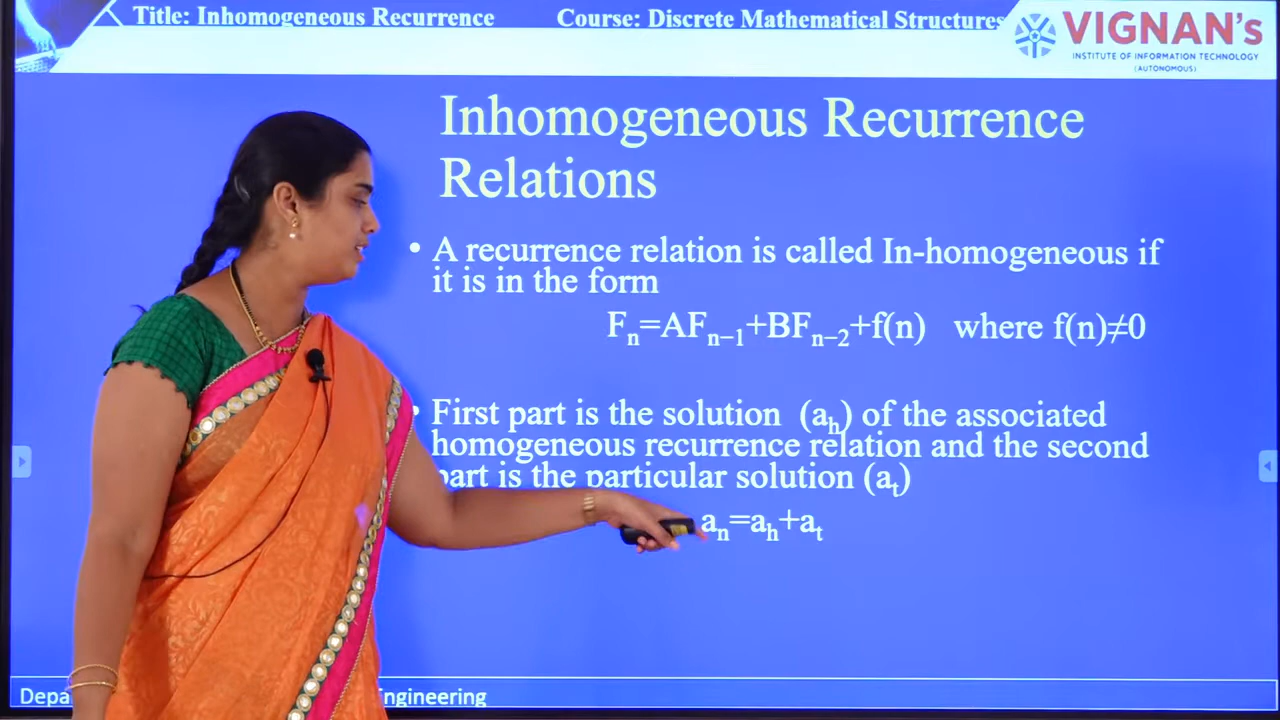 Title: Inhomogeneous Recurrence Course: Discrete Mathematical Structures
VIGNAN's
INSTITUTE OF INFORMATION TECHNOLOGY
(AUTONOMOUS)
Inhomogeneous Recurrence
Relations
• A recurrence relation is called In-homogeneous if
it is in the form
Fₙ=AFₙ₋₁+BFₙ₋₂+f(n) where f(n)≠0
• First part is the solution (aₕ) of the associated
homogeneous recurrence relation and the second
part is the particular solution (aₜ)
aₙ=aₕ+aₜ